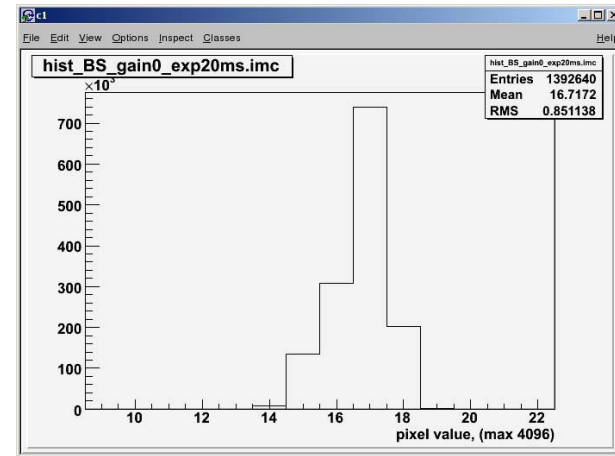 c1
File Edit View Options Inspect Classes Help
hist_BS_gain0_exp20ms.imc
hist_BS_gain0_exp20ms.imc
Entries 1392640
Mean 16.7172
RMS 0.851138
×10³
700
600
500
400
300
200
100
0
10 12 14 16 18 20 22
pixel value, (max 4096)